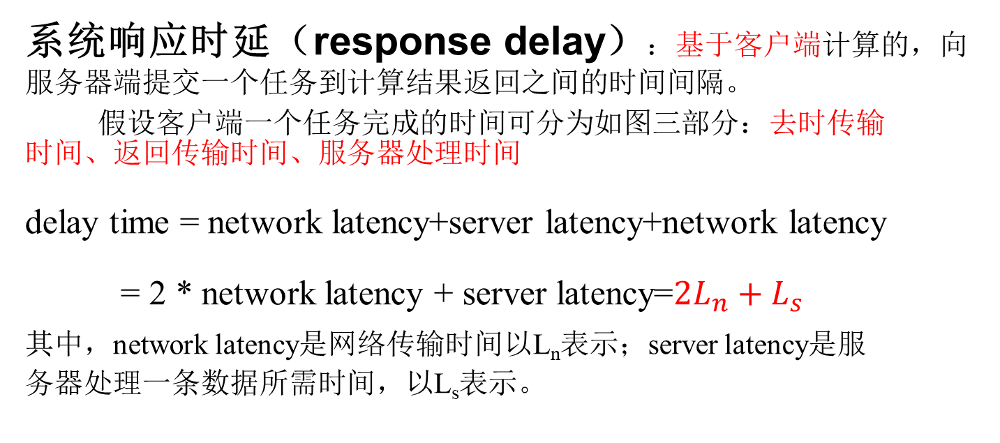 系统响应时延（response delay）：基于客户端计算的，向
服务器端提交一个任务到计算结果返回之间的时间间隔。
假设客户端一个任务完成的时间可分为如图三部分：去时传输
时间、返回传输时间、服务器处理时间
delay time = network latency+server latency+network latency
= 2 * network latency + server latency=2Lₙ + Lₛ
其中，network latency是网络传输时间以Lₙ表示；server latency是服
务器处理一条数据所需时间，以Lₛ表示。